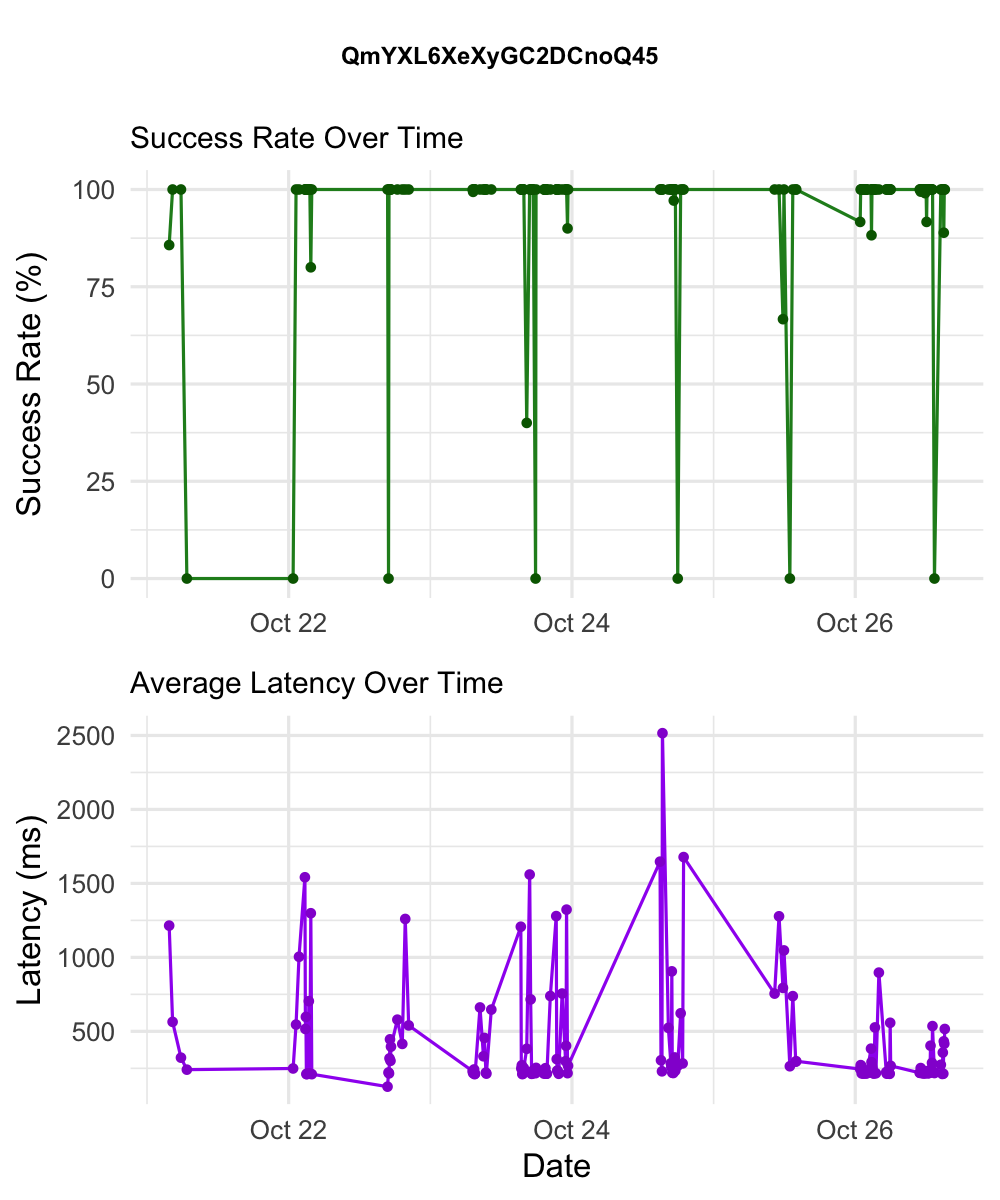 QmYXL6XeXyGC2DCnoQ45
Success Rate Over Time
Success Rate (%)
100
75
50
25
0
Oct 22
Oct 24
Oct 26
Average Latency Over Time
Latency (ms)
2500
2000
1500
1000
500
Oct 22
Oct 24
Oct 26
Date